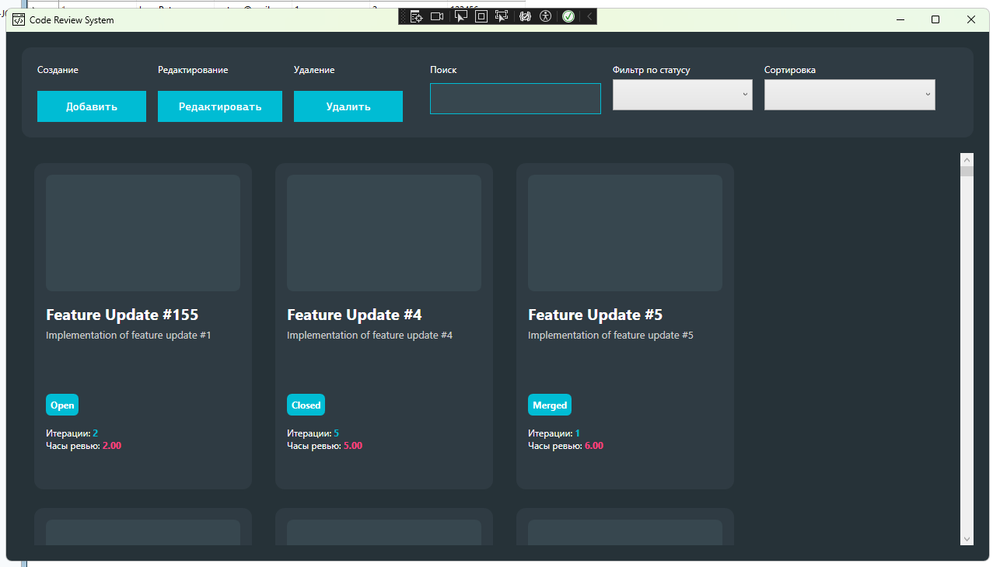 Code Review System
Создание
Редактирование
Удаление
Поиск
Фильтр по статусу
Сортировка
Добавить
Редактировать
Удалить
Feature Update #155
Implementation of feature update #1
Open
Итерации: 2
Часы ревью: 2.00
Feature Update #4
Implementation of feature update #4
Closed
Итерации: 5
Часы ревью: 5.00
Feature Update #5
Implementation of feature update #5
Merged
Итерации: 1
Часы ревью: 6.00